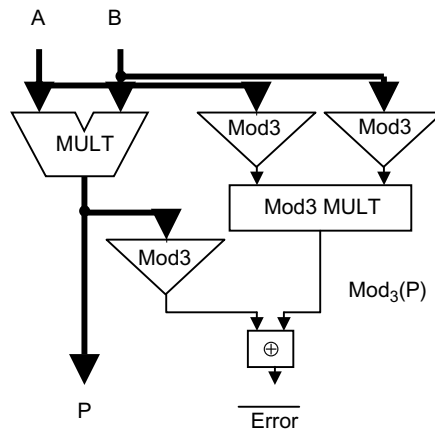 A B
MULT
Mod3
Mod3
Mod3 MULT
Mod3
Mod₃(P)
⊕
P
Error